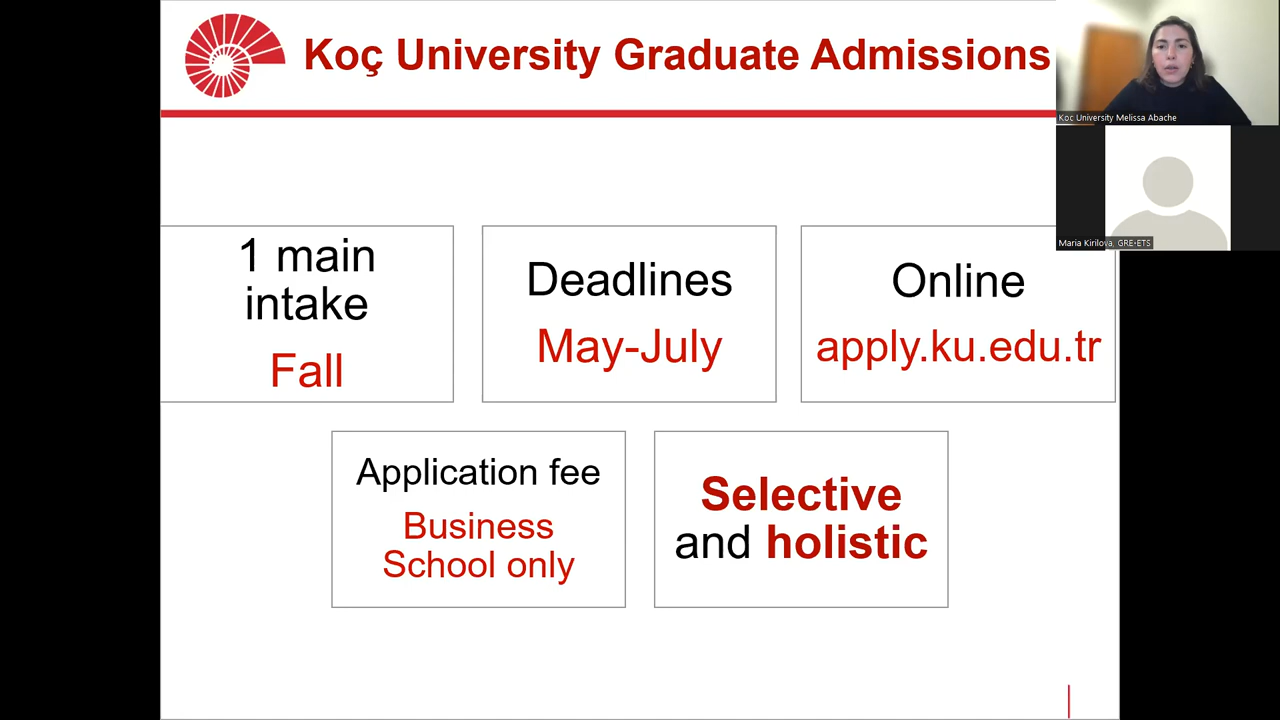 Koç University Graduate Admissions
Koc University Melissa Abache
Maria Kirilova, GRE-ETS
1 main
intake
Fall
Deadlines
May-July
Online
apply.ku.edu.tr
Application fee
Business
School only
Selective
and holistic